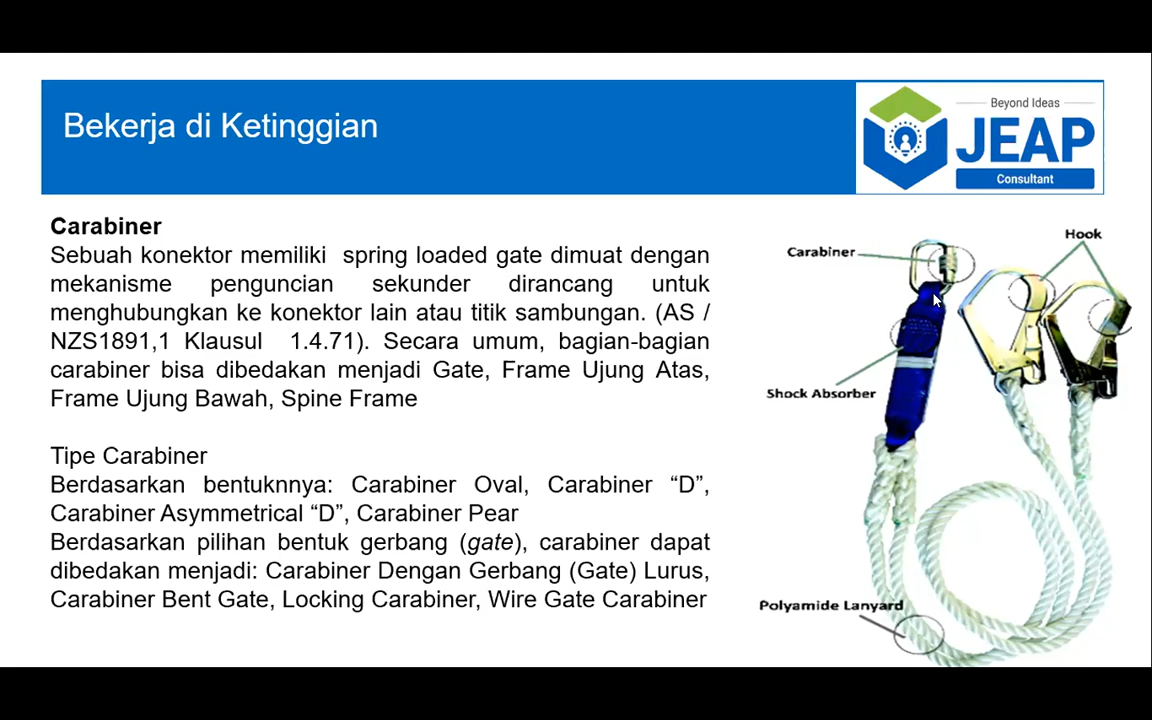 Bekerja di Ketinggian
Beyond Ideas
JEAP
Consultant
Carabiner
Sebuah konektor memiliki spring loaded gate dimuat dengan
mekanisme penguncian sekunder dirancang untuk
menghubungkan ke konektor lain atau titik sambungan. (AS /
NZS1891,1 Klausul 1.4.71). Secara umum, bagian-bagian
carabiner bisa dibedakan menjadi Gate, Frame Ujung Atas,
Frame Ujung Bawah, Spine Frame
Tipe Carabiner
Berdasarkan bentuknnya: Carabiner Oval, Carabiner “D”,
Carabiner Asymmetrical “D”, Carabiner Pear
Berdasarkan pilihan bentuk gerbang (gate), carabiner dapat
dibedakan menjadi: Carabiner Dengan Gerbang (Gate) Lurus,
Carabiner Bent Gate, Locking Carabiner, Wire Gate Carabiner
Hook
Carabiner
Shock Absorber
Polyamide Lanyard